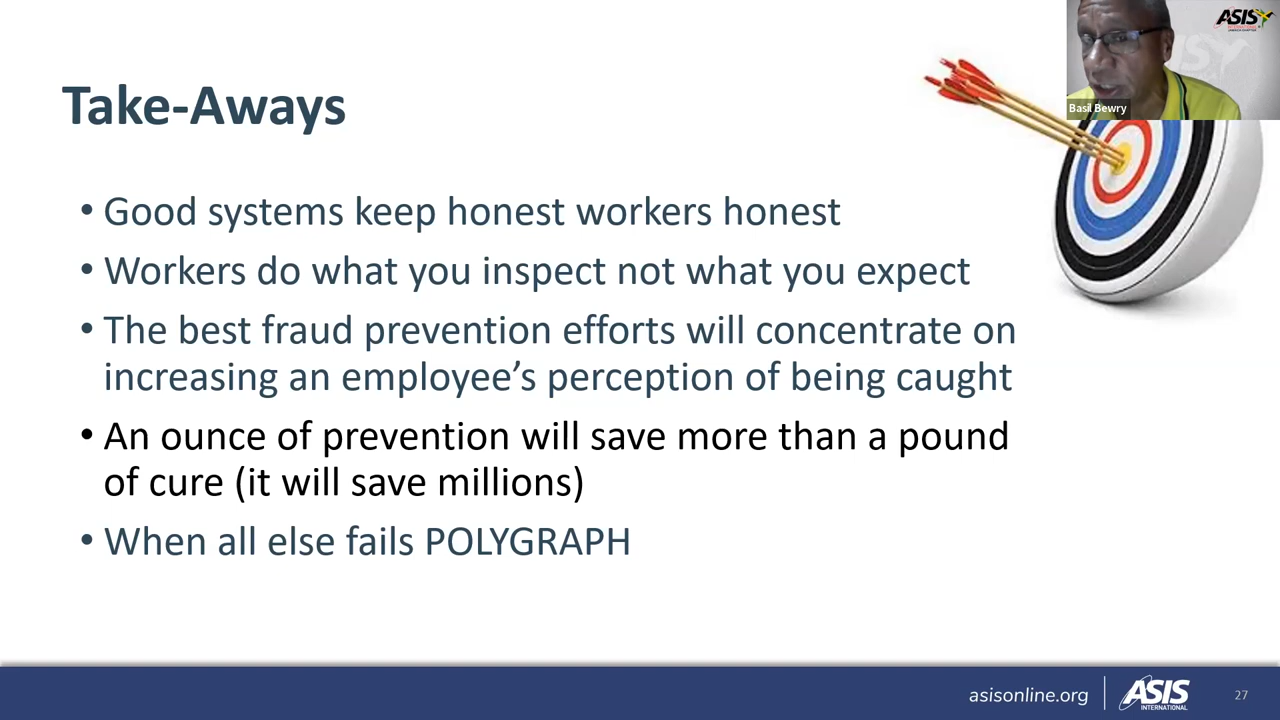 ASIS
Basil Bewry
Take-Aways
• Good systems keep honest workers honest
• Workers do what you inspect not what you expect
• The best fraud prevention efforts will concentrate on
increasing an employee’s perception of being caught
• An ounce of prevention will save more than a pound
of cure (it will save millions)
• When all else fails POLYGRAPH
asisonline.org
ASIS
INTERNATIONAL
27